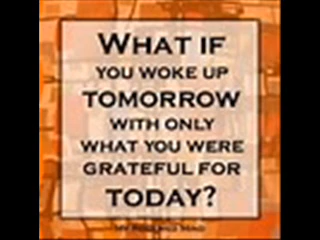 WHAT IF
YOU WOKE UP
TOMORROW
WITH ONLY
WHAT YOU WERE
GRATEFUL FOR
TODAY?